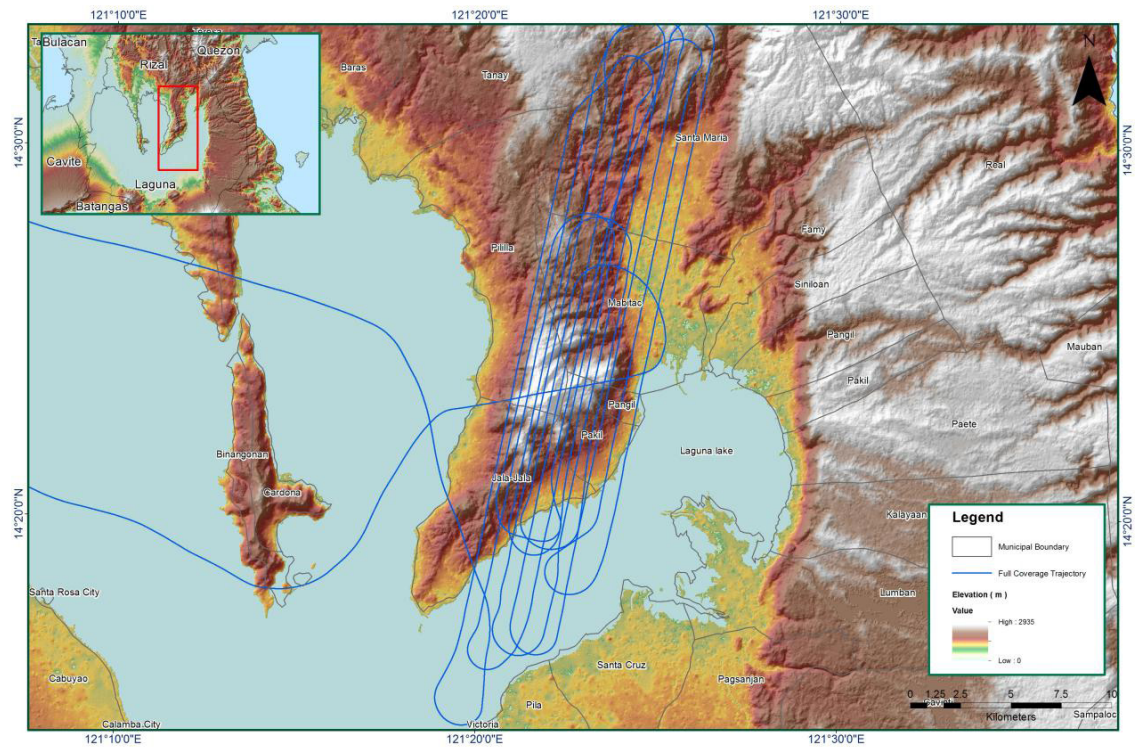 121°10'0"E
121°20'0"E
121°30'0"E
Teresa
Bulacan
Quezon
Rizal
Cavite
Laguna
Batangas
N
Baras
Tanay
Santa Maria
14°30'0"N
14°30'0"N
Real
Famy
Pililla
Siniloan
Mabitac
Pangil
Mauban
Pakil
Pangil
Paete
Pakil
Binangonan
Laguna lake
Jala-Jala
Cardona
14°20'0"N
14°20'0"N
Kalayaan
Legend
Municipal Boundary
Full Coverage Trajectory
Elevation ( m )
Value
High : 2935
Low : 0
Santa Rosa City
Lumban
Santa Cruz
Cabuyao
Pagsanjan
Pila
0 1.25 2.5 5 7.5 10
Kilometers
Sampaloc
Calamba City
Victoria
121°10'0"E
121°20'0"E
121°30'0"E